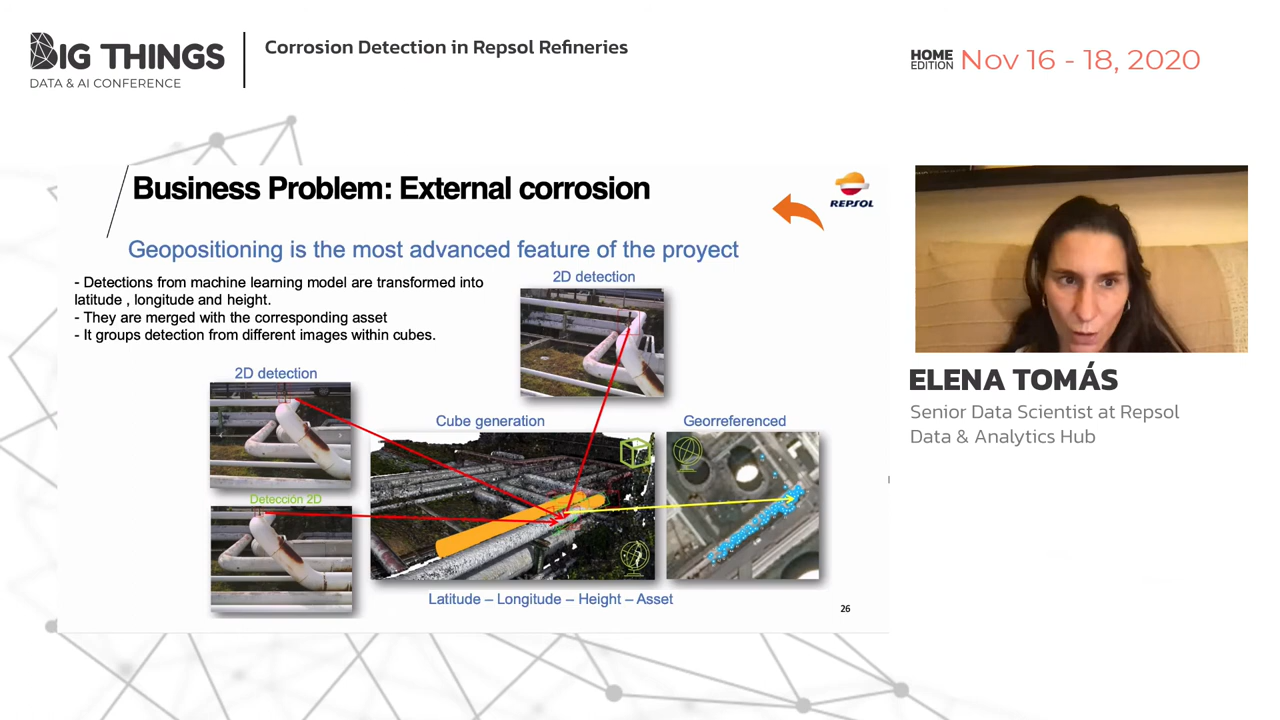 BIG THINGS
DATA & AI CONFERENCE
Corrosion Detection in Repsol Refineries
HOME
EDITION
Nov 16 - 18, 2020
Business Problem: External corrosion
REPSOL
Geopositioning is the most advanced feature of the proyect
- Detections from machine learning model are transformed into
latitude , longitude and height.
- They are merged with the corresponding asset
- It groups detection from different images within cubes.
2D detection
2D detection
Cube generation
Georreferenced
Detección 2D
Latitude – Longitude – Height – Asset
26
ELENA TOMÁS
Senior Data Scientist at Repsol
Data & Analytics Hub